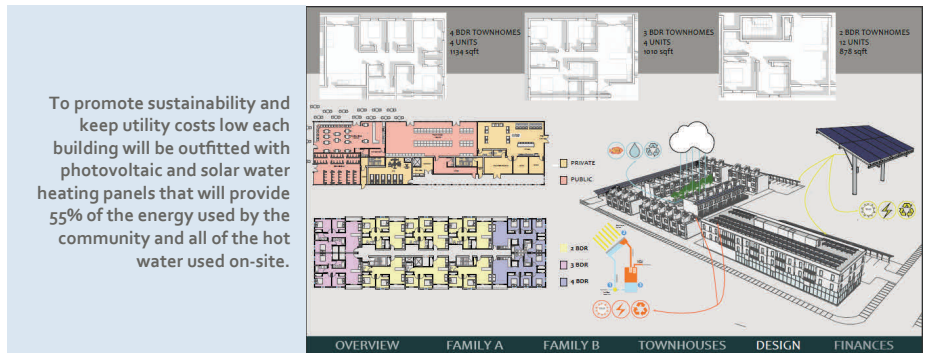 To promote sustainability and
keep utility costs low each
building will be outfitted with
photovoltaic and solar water
heating panels that will provide
55% of the energy used by the
community and all of the hot
water used on-site.
4 BDR TOWNHOMES
4 UNITS
1134 sqft
3 BDR TOWNHOMES
4 UNITS
1010 sqft
2 BDR TOWNHOMES
12 UNITS
878 sqft
PRIVATE
PUBLIC
2 BDR
3 BDR
4 BDR
OVERVIEW
FAMILY A
FAMILY B
TOWNHOUSES
DESIGN
FINANCES